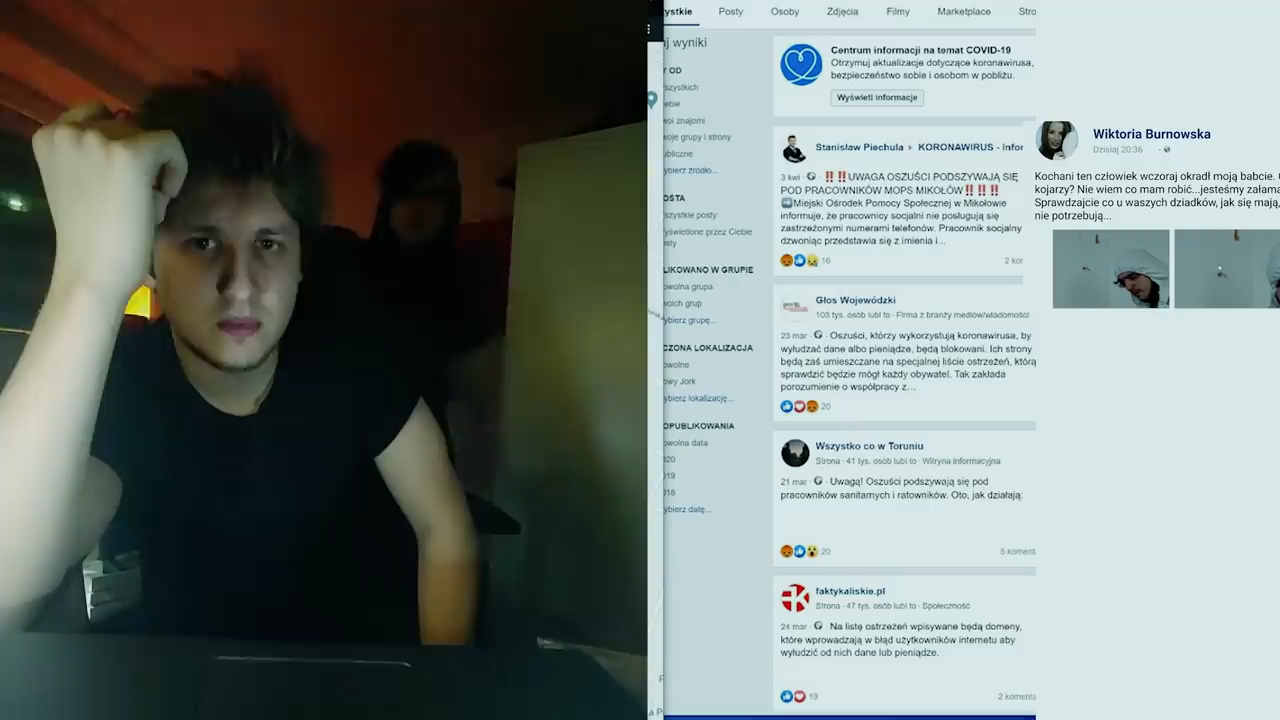 ystkie Posty Osoby Zdjęcia Filmy Marketplace Stro
j wyniki
Y OD
szystkich
ebie
woi znajomi
woje grupy i strony
ubliczne
ybierz źródło...
OSTA
szystkie posty
yświetlone przez Ciebie
osty
LIKOWANO W GRUPIE
owolna grupa
woich grup
ybierz grupę...
CZONA LOKALIZACJA
owolne
owy Jork
ybierz lokalizację...
OPUBLIKOWANIA
owolna data
020
019
018
ybierz datę...
Centrum informacji na temat COVID-19
Otrzymuj aktualizacje dotyczące koronawirusa,
bezpieczeństwo sobie i osobom w pobliżu.
Wyświetl informacje
Stanisław Piechula ▸ KORONAWIRUS - Infor
3 kwi · ‼️‼️UWAGA OSZUŚCI PODSZYWAJĄ SIĘ
POD PRACOWNIKÓW MOPS MIKOŁÓW‼️‼️‼️
➡️Miejski Ośrodek Pomocy Społecznej w Mikołowie
informuje, że pracownicy socjalni nie posługują się
zastrzeżonymi numerami telefonów. Pracownik socjalny
dzwoniąc przedstawia się z imienia i...
16 2 kor
Głos Wojewódzki
103 tys. osób lubi to · Firma z branży mediów/wiadomości
23 mar · Oszuści, którzy wykorzystują koronawirusa, by
wyłudzać dane albo pieniądze, będą blokowani. Ich strony
będą zaś umieszczane na specjalnej liście ostrzeżeń, którą
sprawdzić będzie mógł każdy obywatel. Tak zakłada
porozumienie o współpracy z...
20
Wszystko co w Toruniu
Strona · 41 tys. osób lubi to · Witryna informacyjna
21 mar · Uwaga! Oszuści podszywają się pod
pracowników sanitarnych i ratowników. Oto, jak działają:
20 5 koment
faktykaliskie.pl
Strona · 47 tys. osób lubi to · Społeczność
24 mar · Na listę ostrzeżeń wpisywane będą domeny,
które wprowadzają w błąd użytkowników internetu aby
wyłudzić od nich dane lub pieniądze.
19 2 komenta
Wiktoria Burnowska
Dzisiaj 20:36 ·
Kochani ten człowiek wczoraj okradł moją babcie.
kojarzy? Nie wiem co mam robić...jesteśmy załama
Sprawdzajcie co u waszych dziadków, jak się mają,
nie potrzebują...